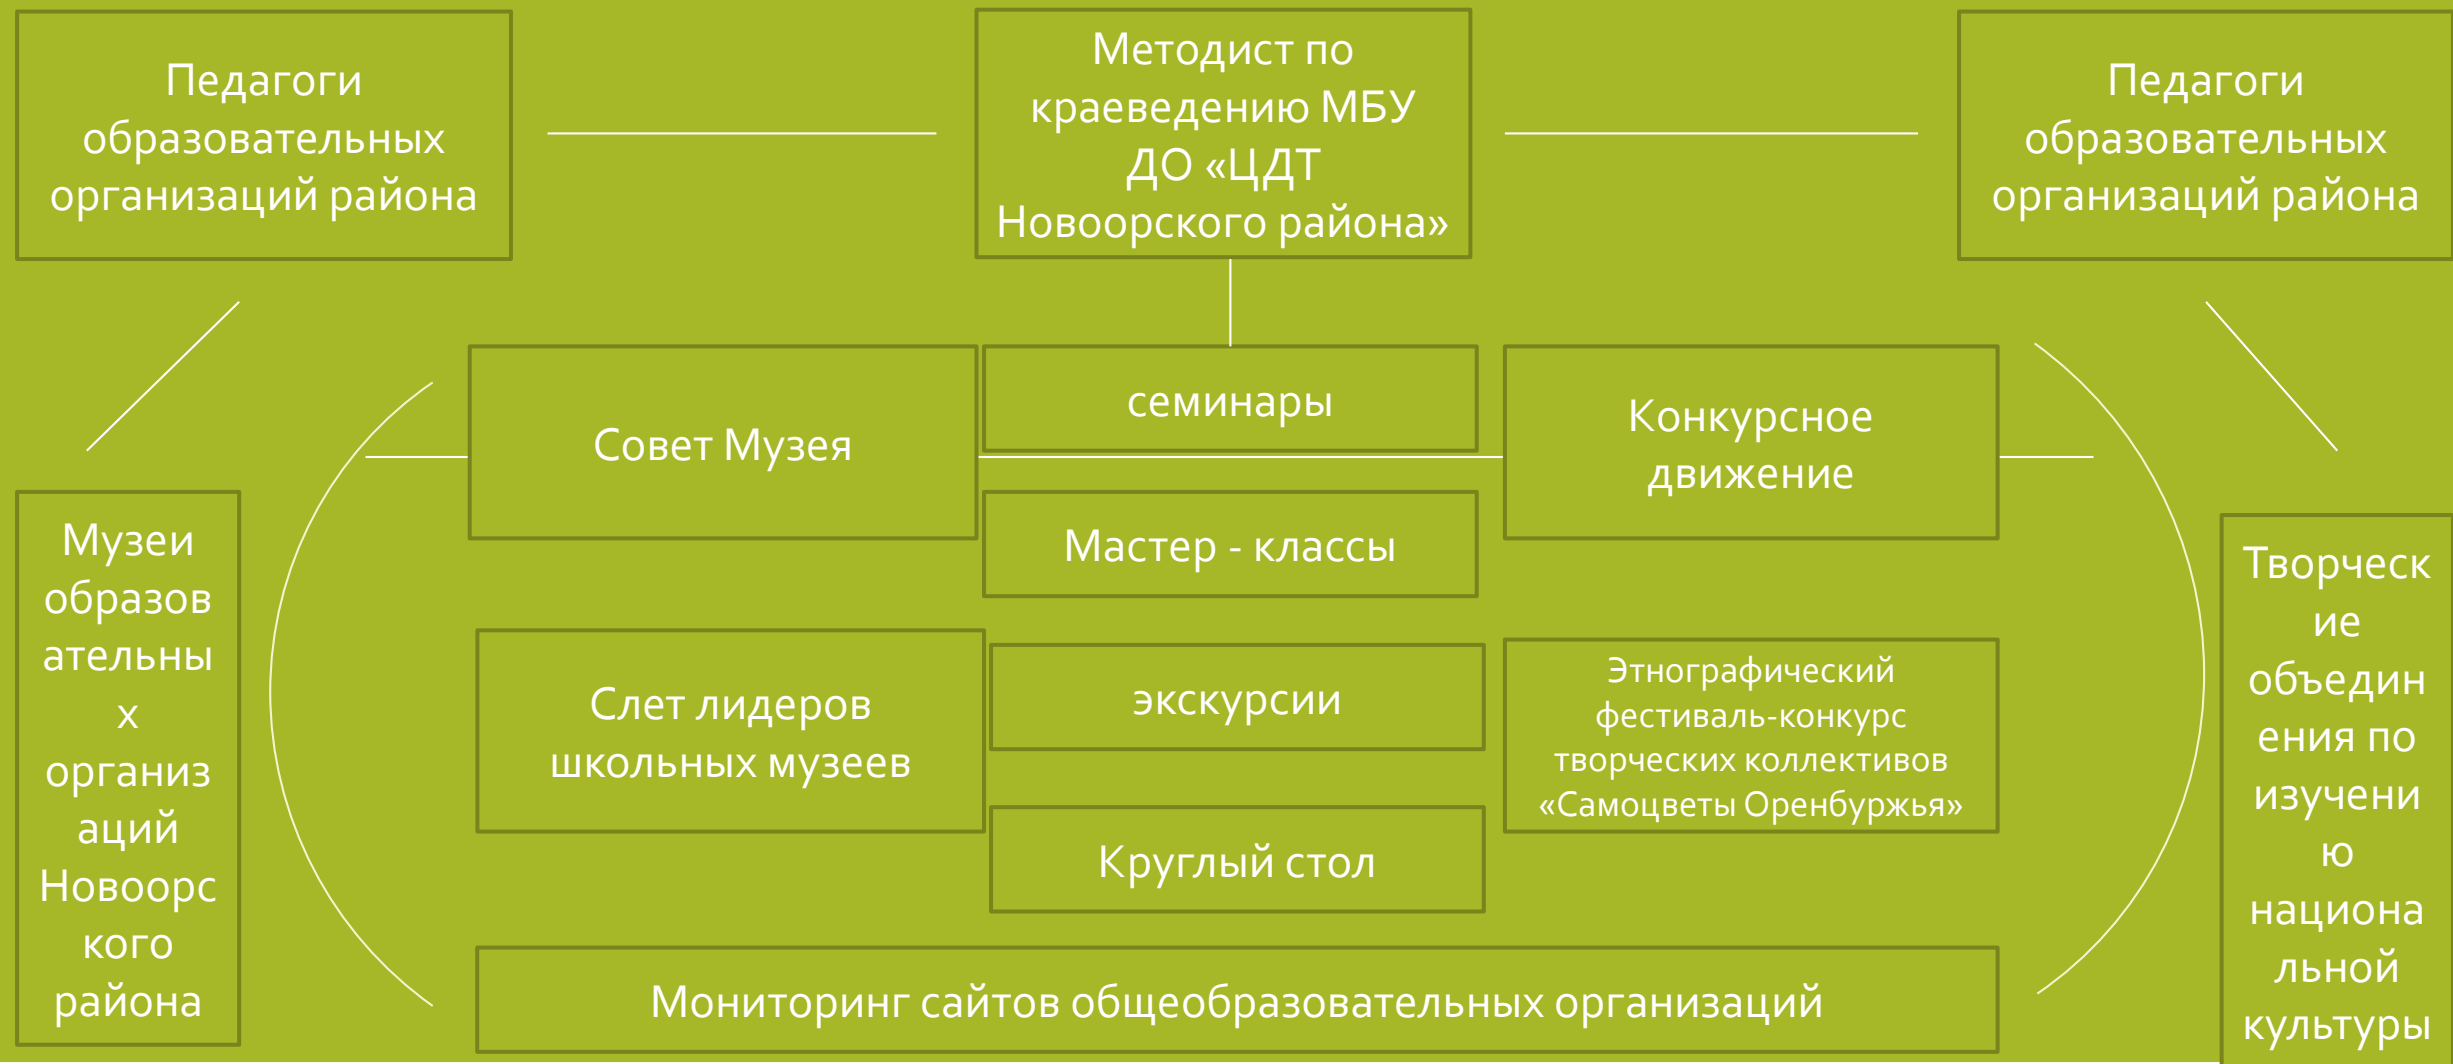 Педагоги
образовательных
организаций района
Методист по
краеведению МБУ
ДО «ЦДТ
Новоорского района»
Педагоги
образовательных
организаций района
Совет Музея
семинары
Конкурсное
движение
Мастер - классы
Музеи
образов
ательны
х
организ
аций
Новоорс
кого
района
Слет лидеров
школьных музеев
экскурсии
Этнографический
фестиваль-конкурс
творческих коллективов
«Самоцветы Оренбуржья»
Круглый стол
Творческ
ие
объедин
ения по
изучени
ю
национа
льной
культуры
Мониторинг сайтов общеобразовательных организаций